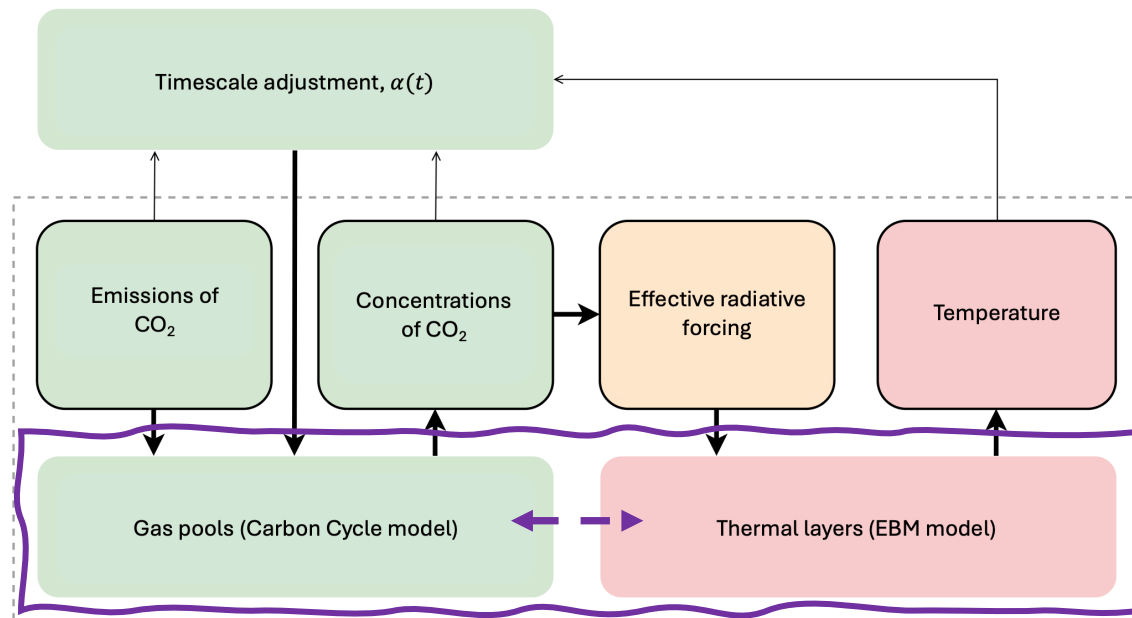 Timescale adjustment, α(t)
Emissions of
CO₂
Concentrations
of CO₂
Effective radiative
forcing
Temperature
Gas pools (Carbon Cycle model)
Thermal layers (EBM model)